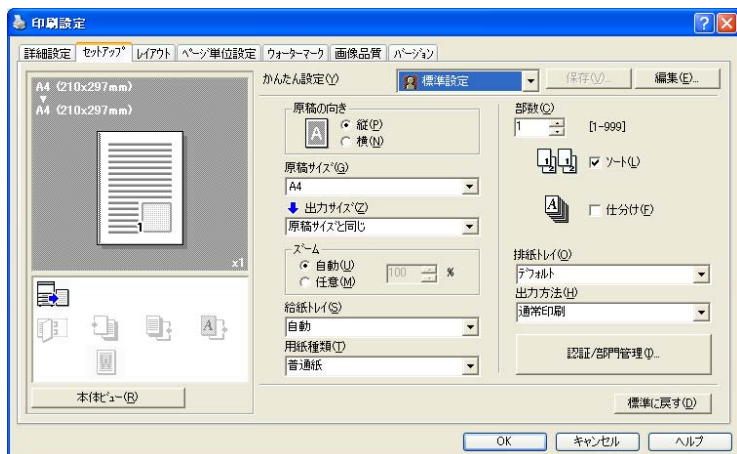 印刷設定
詳細設定 セットアップ レイアウト ページ単位設定 ウォーターマーク 画像品質 バージョン
A4 (210x297mm)
A4 (210x297mm)
1
x1
本体ビュー(R)
かんたん設定(Y) 標準設定 保存(V)... 編集(E)...
原稿の向き
A
縦(P)
横(N)
原稿サイズ(G)
A4
出力サイズ(Z)
原稿サイズと同じ
ズーム
自動(U)
任意(M)
100 %
給紙トレイ(S)
自動
用紙種類(T)
普通紙
部数(C)
1 [1-999]
ソート(L)
仕分け(F)
排紙トレイ(O)
デフォルト
出力方法(H)
通常印刷
認証/部門管理(I)...
標準に戻す(D)
OK キャンセル ヘルプ